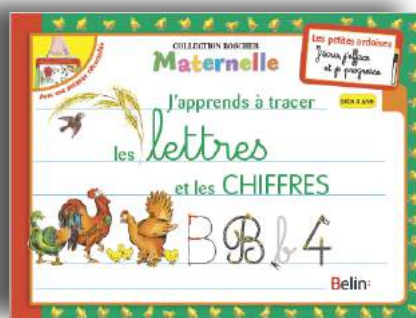 COLLECTION BOSCHER
Maternelle
Les petites ardoises
J'écris, j'efface
et je progresse
J'apprends à tracer
DÈS 3 ANS
les lettres
et les CHIFFRES
B B b 4
Belin: